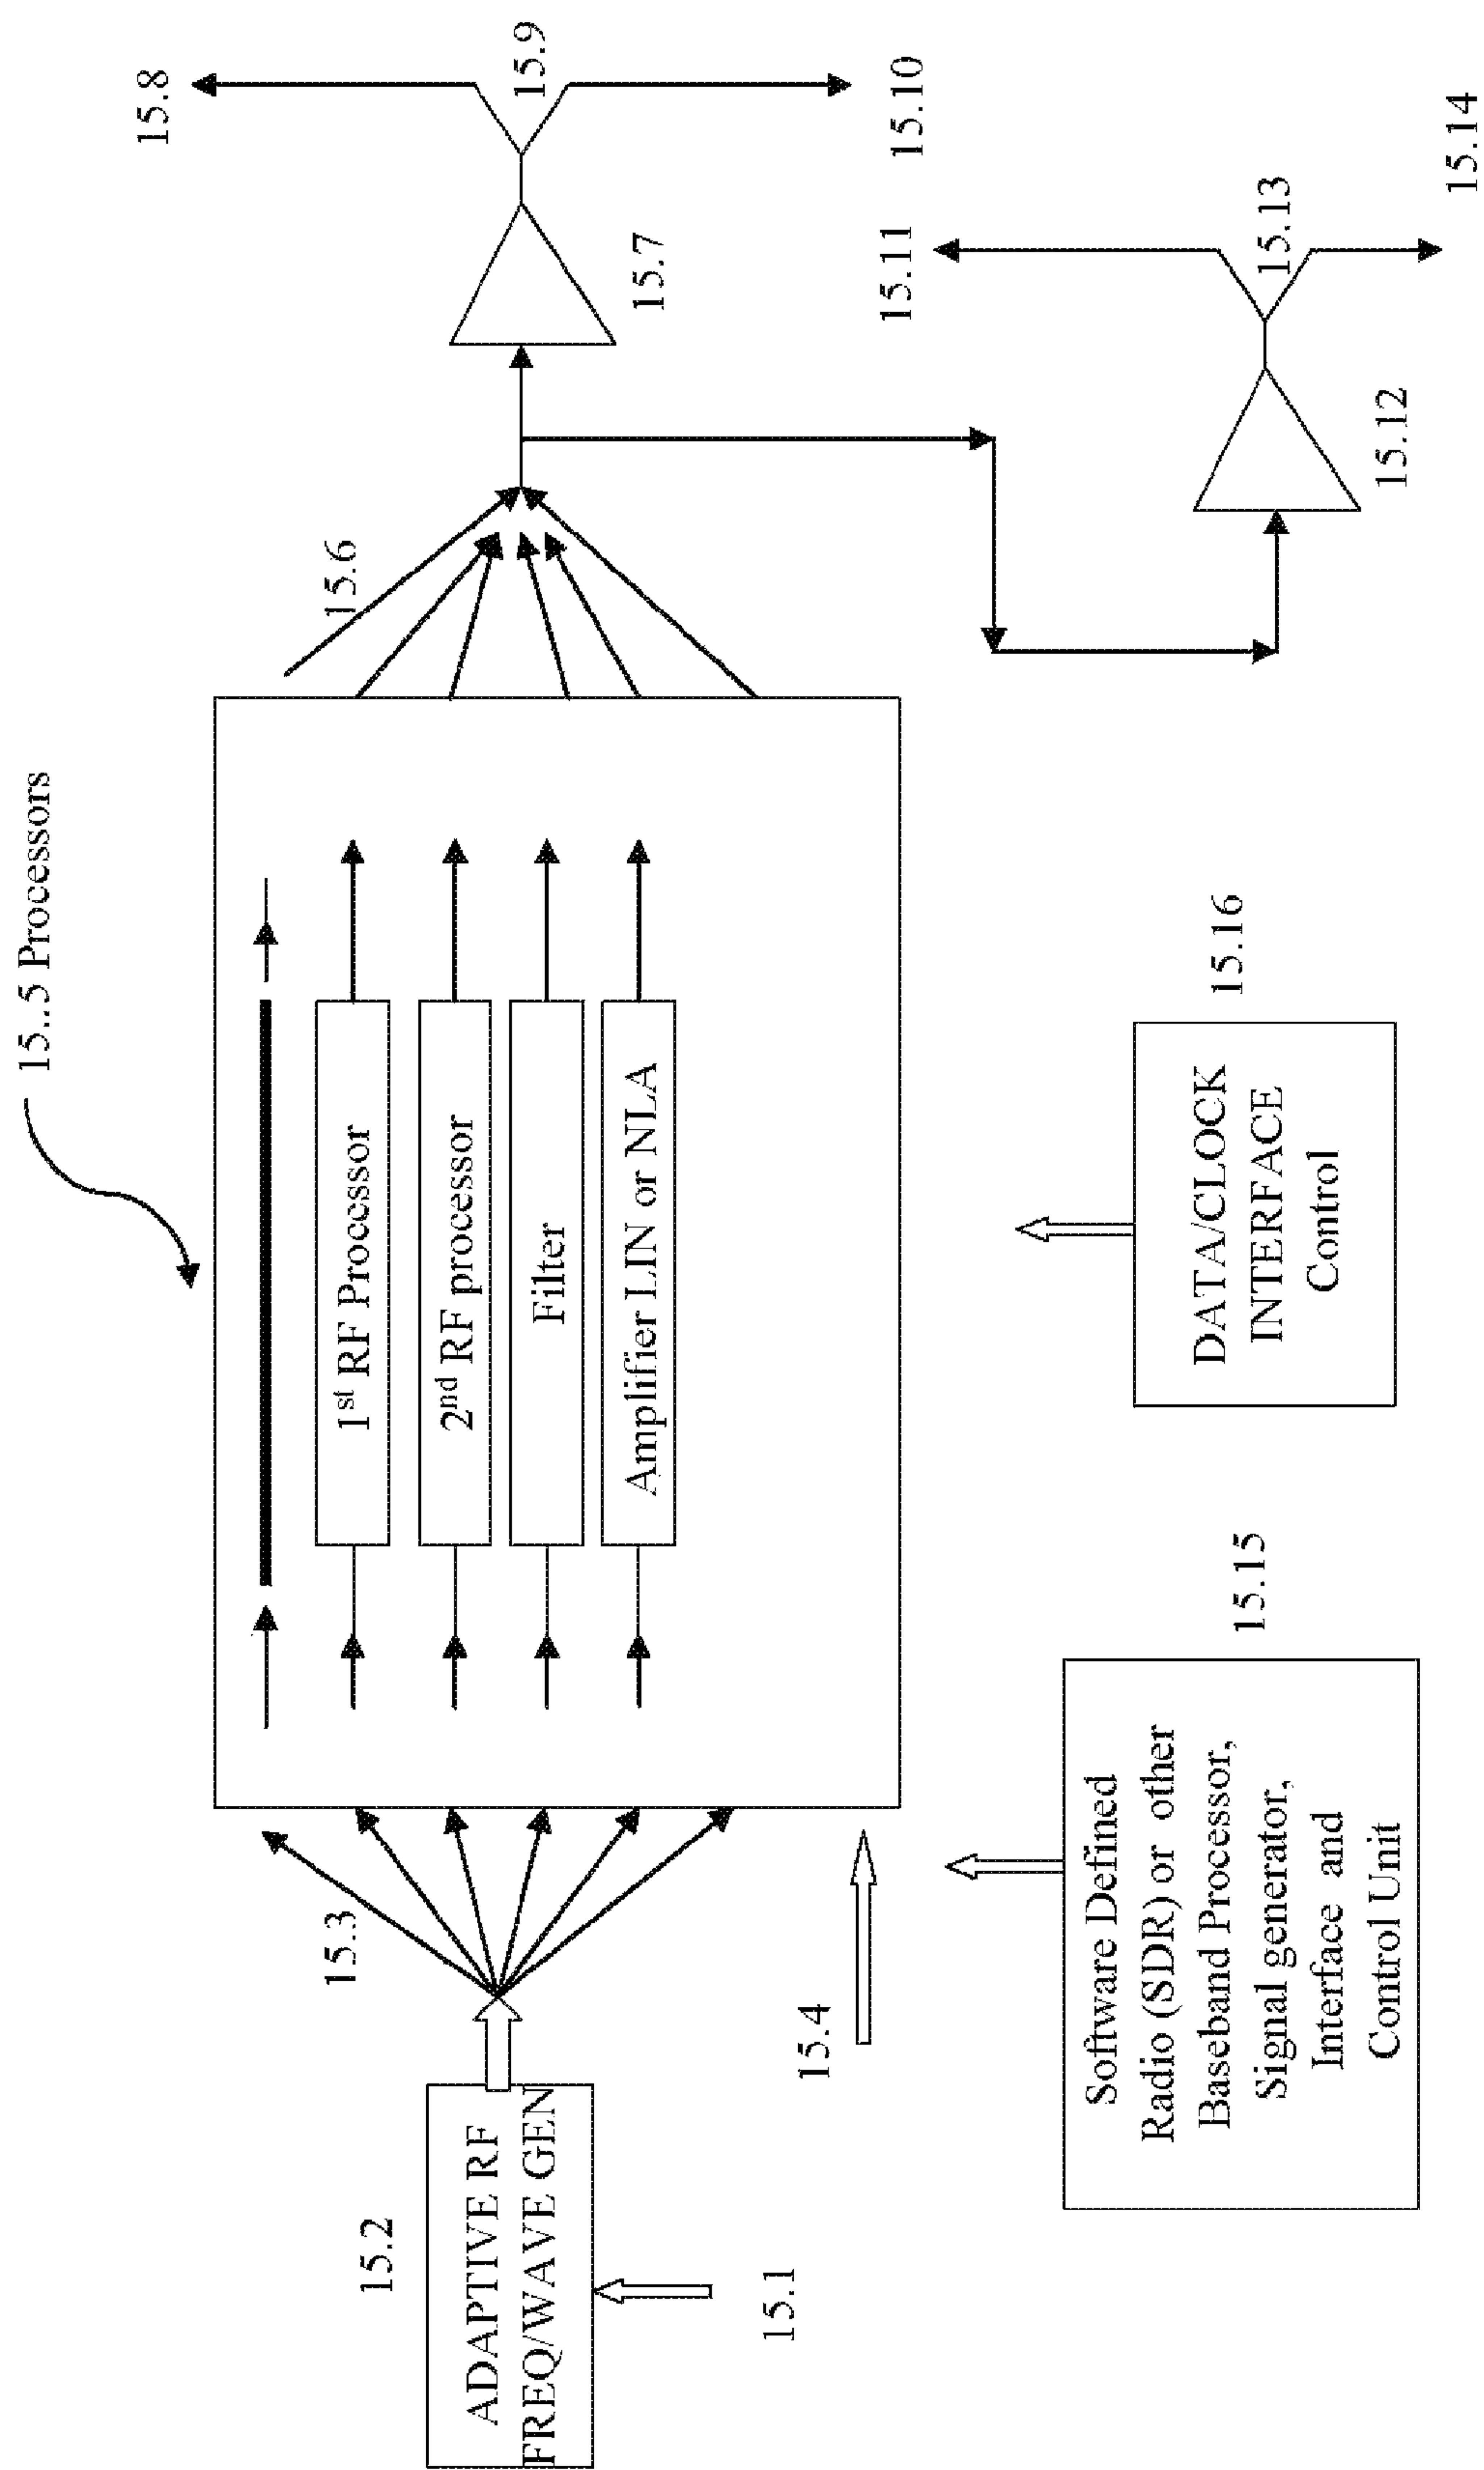 15..5 Processors
15.8
15.9
15.10
15.7
15.6
15.11
15.13
15.14
15.12
1st RF Processor
2nd RF processor
Filter
Amplifier LIN or NLA
15.3
15.2
ADAPTIVE RF
FREQ/WAVE GEN
15.1
15.4
15.16
DATA/CLOCK
INTERFACE
Control
15.15
Software Defined
Radio (SDR) or other
Baseband Processor,
Signal generator,
Interface and
Control Unit